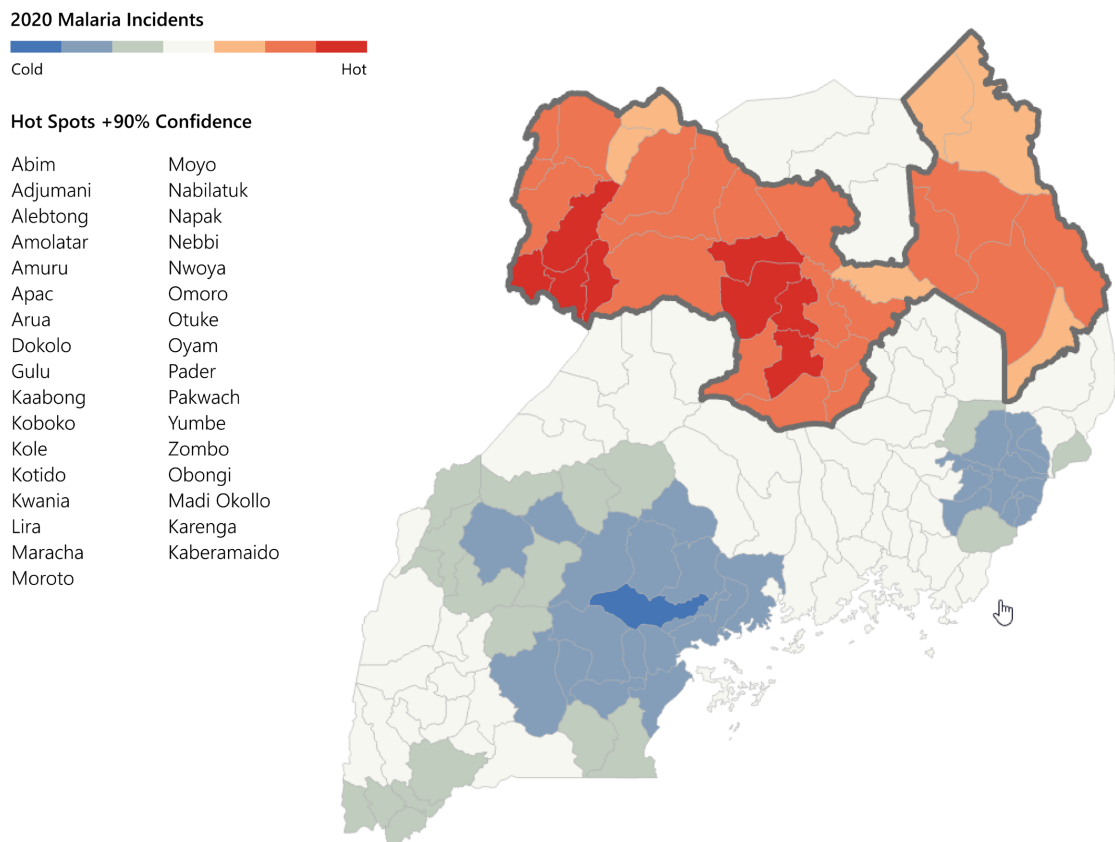 2020 Malaria Incidents
Cold Hot
Hot Spots +90% Confidence
Abim
Adjumani
Alebtong
Amolatar
Amuru
Apac
Arua
Dokolo
Gulu
Kaabong
Koboko
Kole
Kotido
Kwania
Lira
Maracha
Moroto
Moyo
Nabilatuk
Napak
Nebbi
Nwoya
Omoro
Otuke
Oyam
Pader
Pakwach
Yumbe
Zombo
Obongi
Madi Okollo
Karenga
Kaberamaido